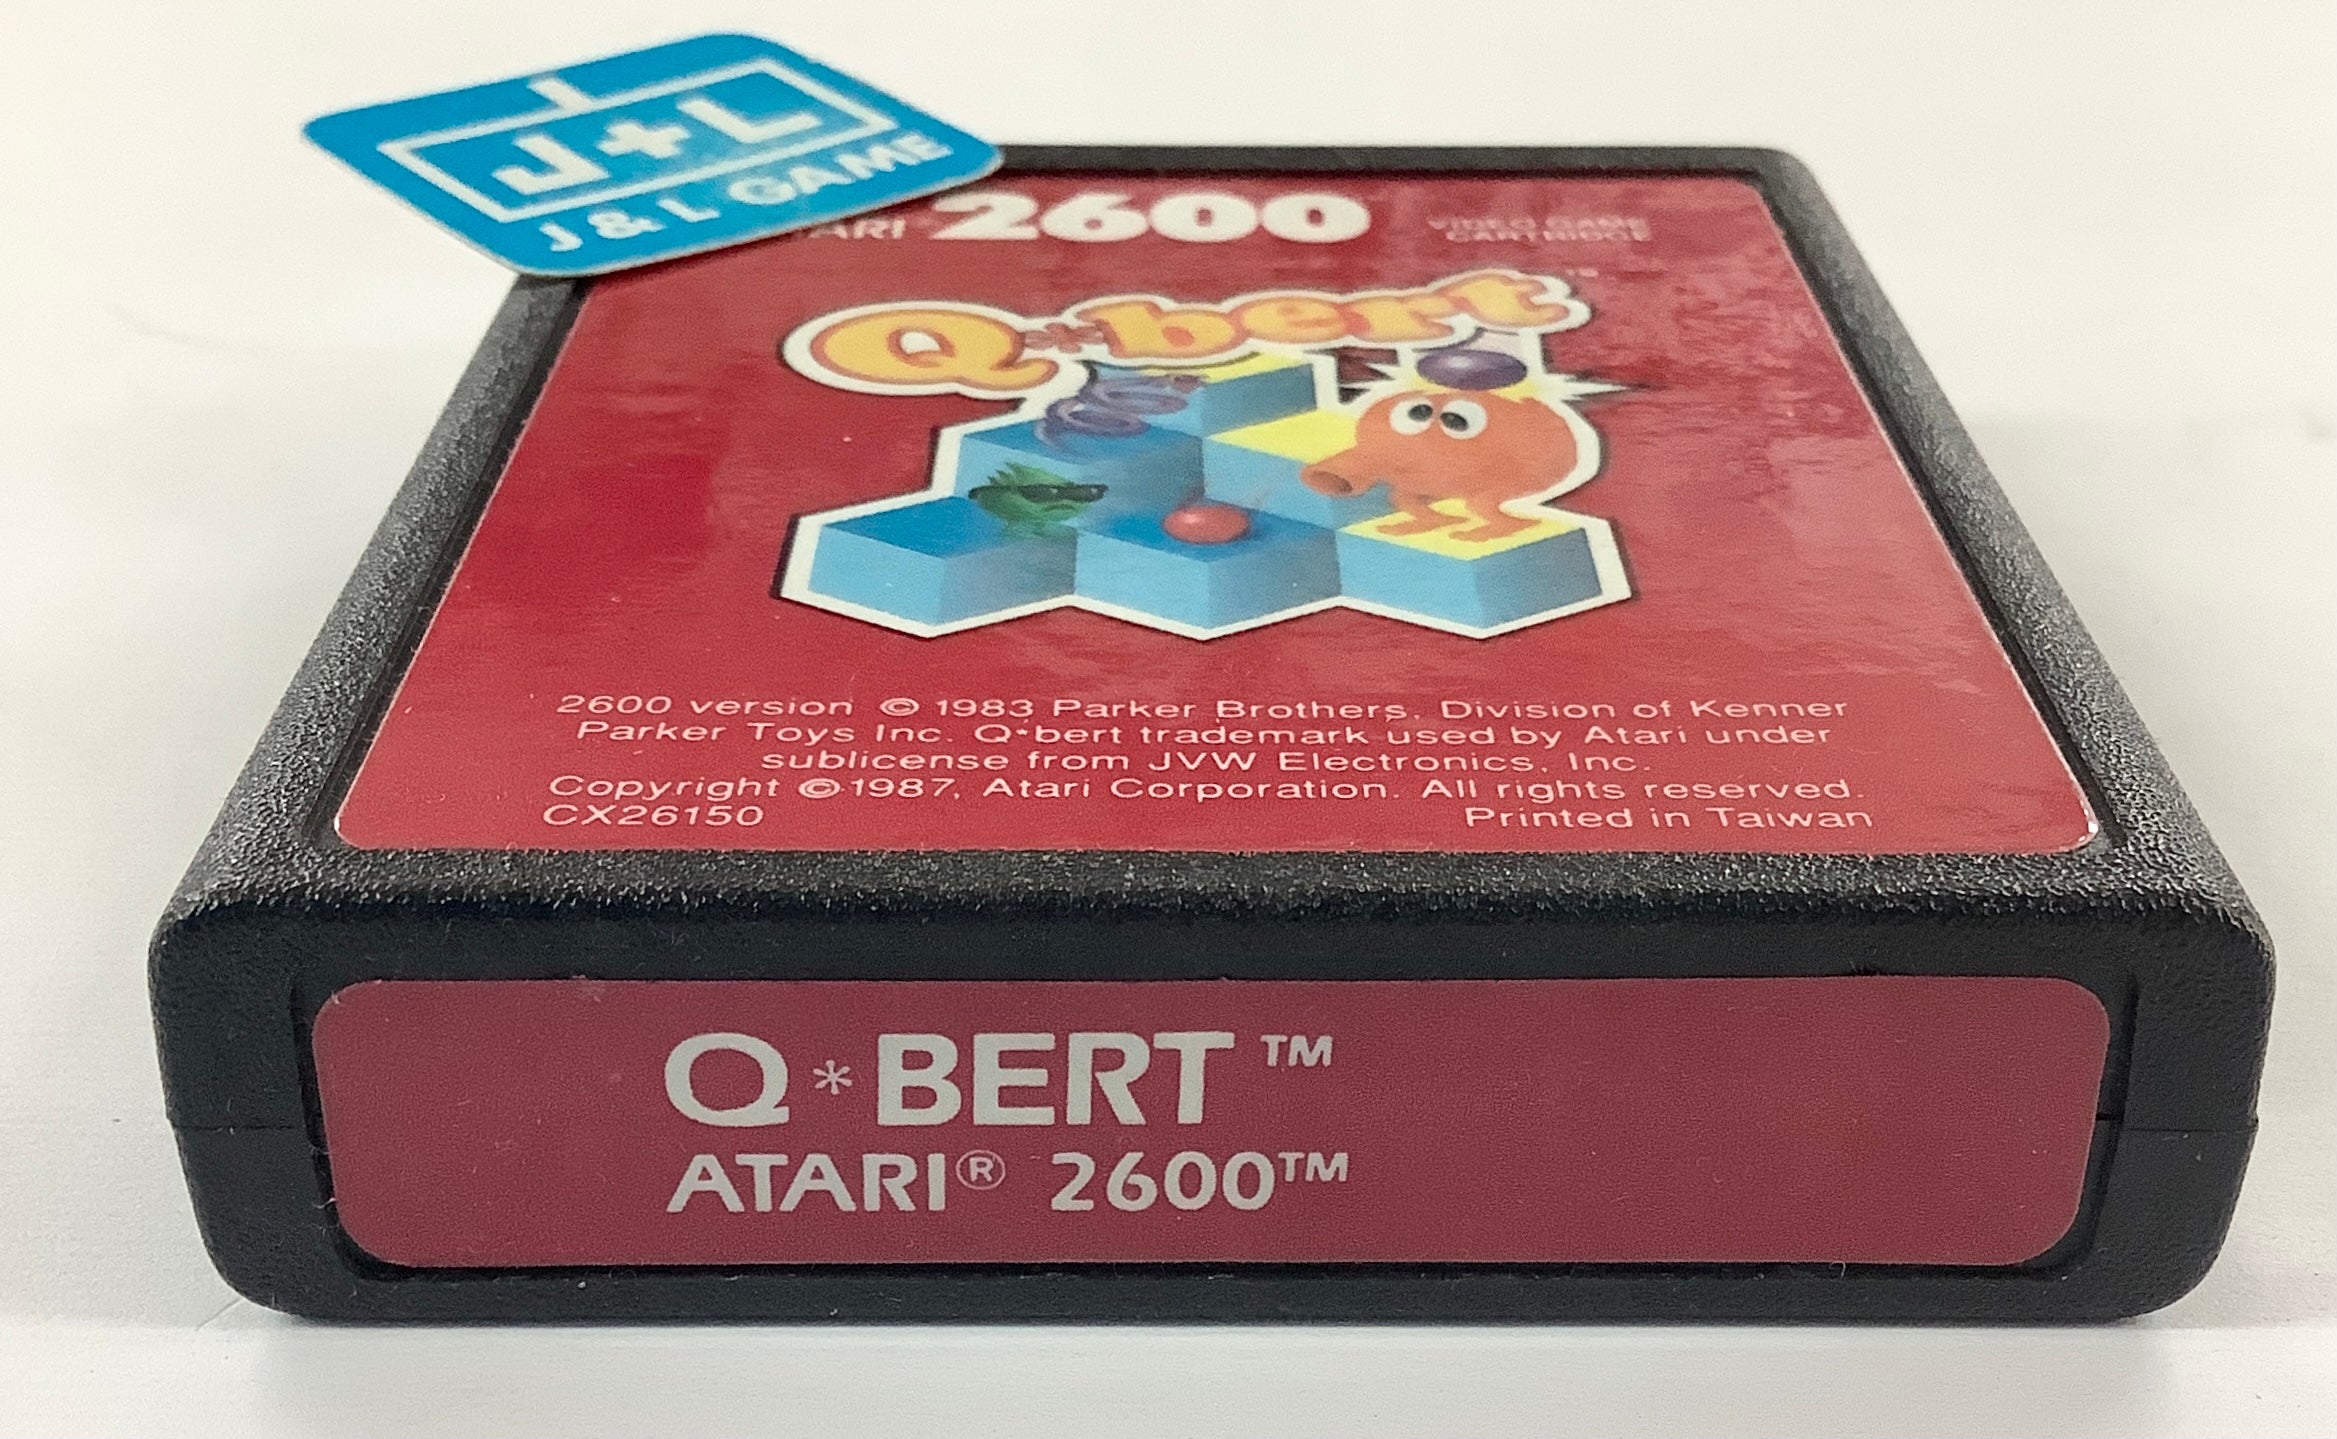 J+L
J & L GAME
ATARI 2600
VIDEO GAME
CARTRIDGE
Q*bert™
2600 version © 1983 Parker Brothers, Division of Kenner
Parker Toys Inc. Q*bert trademark used by Atari under
sublicense from JVW Electronics, Inc.
Copyright © 1987, Atari Corporation. All rights reserved.
CX26150 Printed in Taiwan
Q*BERT™
ATARI® 2600™